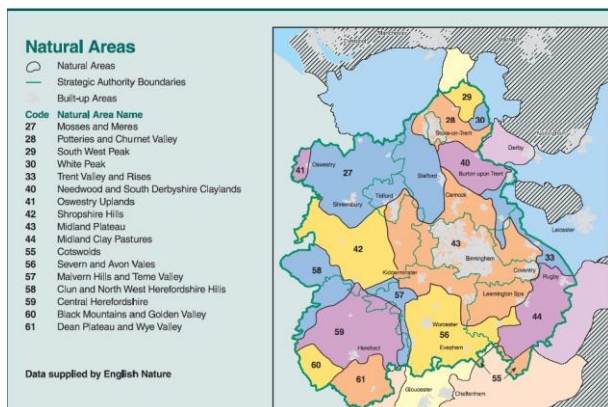 Natural Areas
Natural Areas
Strategic Authority Boundaries
Built-up Areas
Code Natural Area Name
27 Mosses and Meres
28 Potteries and Churnet Valley
29 South West Peak
30 White Peak
33 Trent Valley and Rises
40 Needwood and South Derbyshire Claylands
41 Oswestry Uplands
42 Shropshire Hills
43 Midland Plateau
44 Midland Clay Pastures
55 Cotswolds
56 Severn and Avon Vales
57 Malvern Hills and Teme Valley
58 Clun and North West Herefordshire Hills
59 Central Herefordshire
60 Black Mountains and Golden Valley
61 Dean Plateau and Wye Valley
Data supplied by English Nature
29
28
30
Stoke-on-Trent
Derby
Oswestry
41
27
Stafford
40
Burton upon Trent
Shrewsbury
Telford
Cannock
Leicester
42
43
Birmingham
33
58
Kidderminster
Coventry
Rugby
57
Leamington Spa
44
59
Worcester
56
Hereford
Evesham
60
61
55
Gloucester
Cheltenham